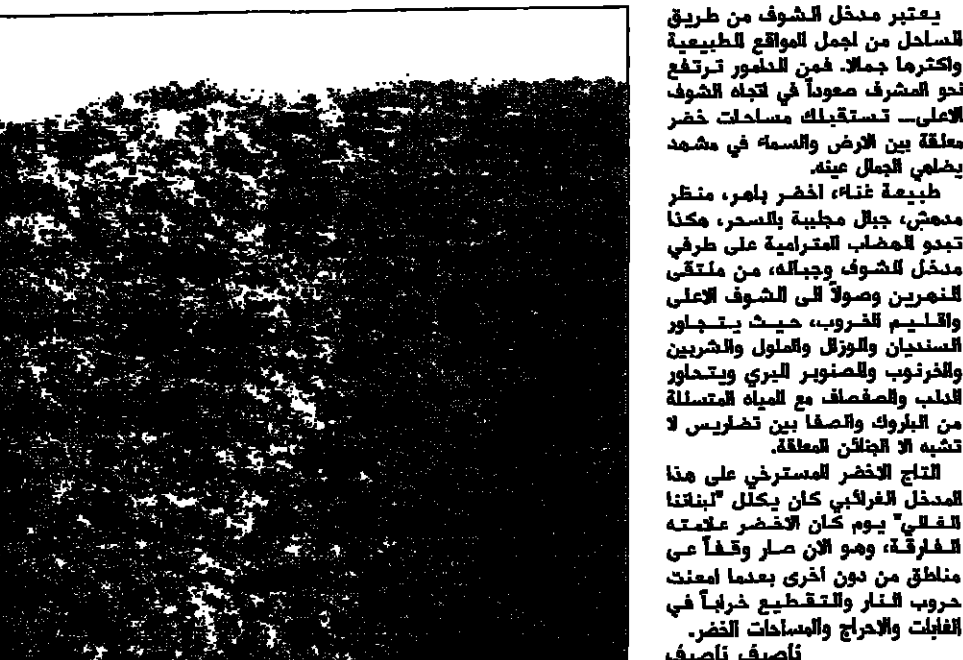 يعتبر مدخل الشوف من طريق
الساحل من اجمل المواقع الطبيعية
واكثرها جمالا. فمن الدامور ترتفع
نحو المشرف صعوداً في اتجاه الشوف
الاعلى... تستقبلك مساحات خضر
معلقة بين الارض والسماء في مشهد
يضاهي الجمال عينه.
طبيعة غناء، اخضر باهر، منظر
مدهش، جبال مجلببة بالسحر، هكذا
تبدو الهضاب المترامية على طرفي
مدخل الشوف وجباله، من ملتقى
النهرين وصولاً الى الشوف الاعلى
واقليم الخروب، حيث يتجاور
السنديان والوزال والملول والشربين
والخرنوب والصنوبر البري ويتحاور
الدلب والصفصاف مع المياه المتسللة
من الباروك والصفا بين تضاريس لا
تشبه الا الجنائن المعلقة.
التاج الاخضر المسترخي على هذا
المدخل الغرائبي كان يكلل "لبناننا
الغالي" يوم كان الاخضر علامته
الفارقة، وهو الان صار وقفاً عى
مناطق من دون اخرى بعدما امعنت
حروب النار والتقطيع خراباً في
الغابات والاحراج والمساحات الخضر.
ناصيف ناصيف